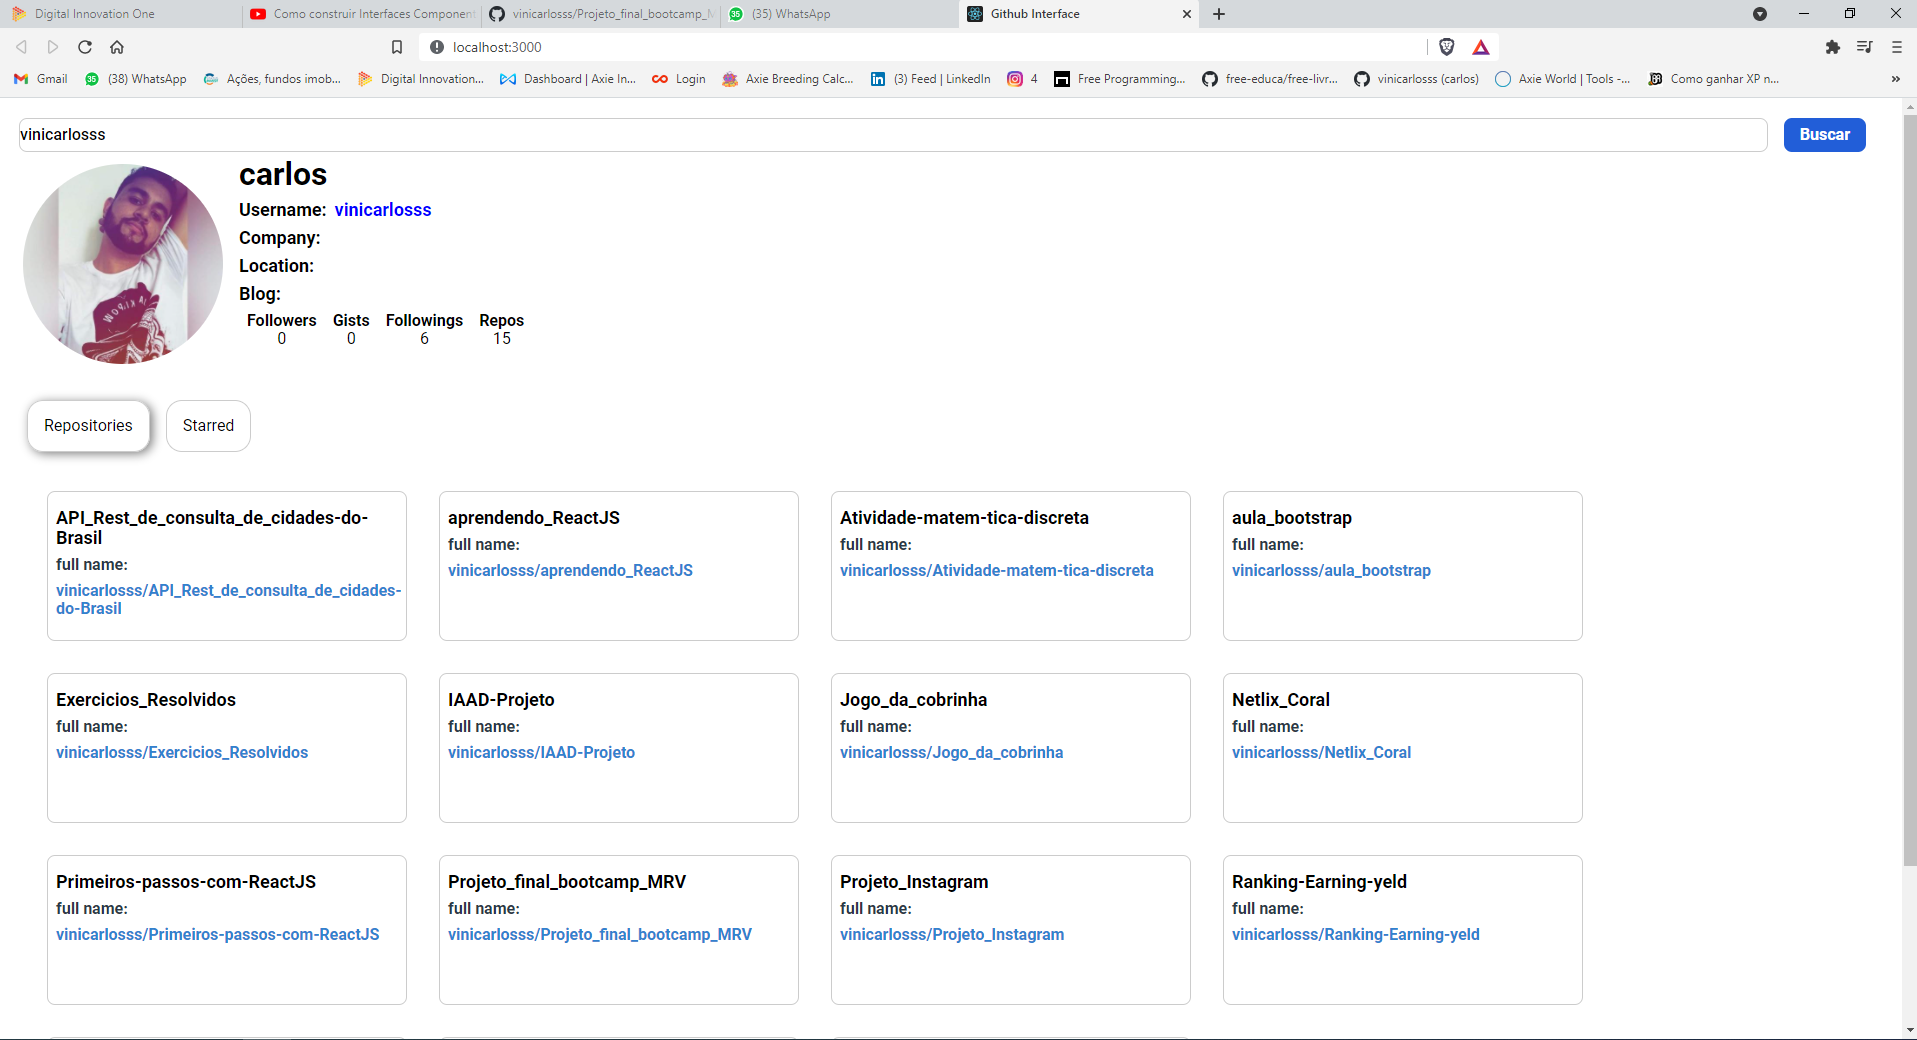 Digital Innovation One
Como construir Interfaces Component
vinicarlosss/Projeto_final_bootcamp_M
35 (35) WhatsApp
Github Interface
localhost:3000
Gmail
35 (38) WhatsApp
Ações, fundos imob...
Digital Innovation...
Dashboard | Axie In...
Login
Axie Breeding Calc...
(3) Feed | LinkedIn
4
Free Programming...
free-educa/free-livr...
vinicarlosss (carlos)
Axie World | Tools -...
Como ganhar XP n...
»
vinicarlosss
Buscar
carlos
Username: vinicarlosss
Company:
Location:
Blog:
Followers Gists Followings Repos
0 0 6 15
Repositories
Starred
API_Rest_de_consulta_de_cidades-do-
Brasil
full name:
vinicarlosss/API_Rest_de_consulta_de_cidades-
do-Brasil
aprendendo_ReactJS
full name:
vinicarlosss/aprendendo_ReactJS
Atividade-matem-tica-discreta
full name:
vinicarlosss/Atividade-matem-tica-discreta
aula_bootstrap
full name:
vinicarlosss/aula_bootstrap
Exercicios_Resolvidos
full name:
vinicarlosss/Exercicios_Resolvidos
IAAD-Projeto
full name:
vinicarlosss/IAAD-Projeto
Jogo_da_cobrinha
full name:
vinicarlosss/Jogo_da_cobrinha
Netlix_Coral
full name:
vinicarlosss/Netlix_Coral
Primeiros-passos-com-ReactJS
full name:
vinicarlosss/Primeiros-passos-com-ReactJS
Projeto_final_bootcamp_MRV
full name:
vinicarlosss/Projeto_final_bootcamp_MRV
Projeto_Instagram
full name:
vinicarlosss/Projeto_Instagram
Ranking-Earning-yeld
full name:
vinicarlosss/Ranking-Earning-yeld